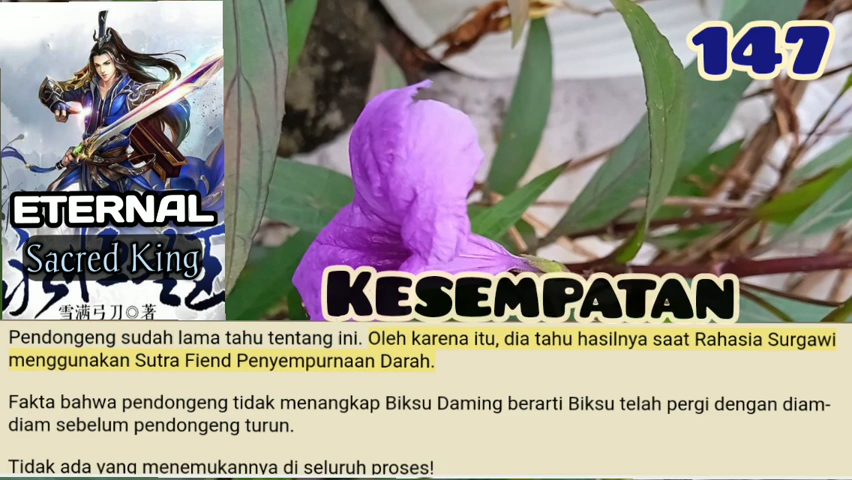 147
ETERNAL
Sacred King
雪满弓刀◎著
KESEMPATAN
Pendongeng sudah lama tahu tentang ini. Oleh karena itu, dia tahu hasilnya saat Rahasia Surgawi
menggunakan Sutra Fiend Penyempurnaan Darah.
Fakta bahwa pendongeng tidak menangkap Biksu Daming berarti Biksu telah pergi dengan diam-
diam sebelum pendongeng turun.
Tidak ada yang menemukannya di seluruh proses!